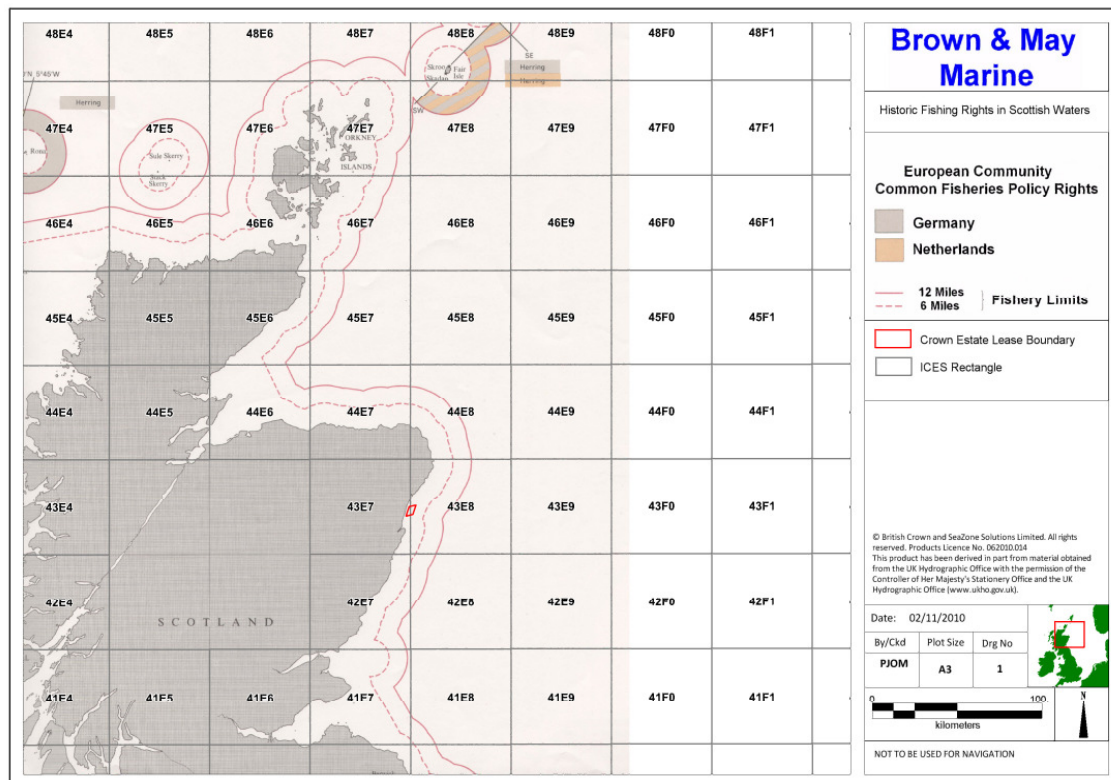 48E4 48E5 48E6 48E8 48E9 48F0 48F1
SE
Skroo Fair
Skadan Isle
Herring
Herring
'N, 5°45'W
SW
Herring
47E4 47E5 47E6 47E7 47E8 47E9 47F0 47F1
ORKNEY
Rona
Sule Skerry
ISLANDS
Stack
Skerry
46E4 46E5 46E6 46E7 46E8 46E9 46F0 46F1
45E4 45E5 45E6 45E7 45E8 45E9 45F0 45F1
44E4 44E5 44E6 44E7 44E8 44E9 44F0 44F1
43E4 43E7 43E8 43E9 43F0 43F1
42E4 42E7 42E8 42E9 42F0 42F1
SCOTLAND
41E4 41E5 41E6 41E7 41E8 41E9 41F0 41F1
Brown & May
Marine
Historic Fishing Rights in Scottish Waters
European Community
Common Fisheries Policy Rights
Germany
Netherlands
12 Miles
6 Miles
Fishery Limits
Crown Estate Lease Boundary
ICES Rectangle
© British Crown and SeaZone Solutions Limited. All rights
reserved. Products Licence No. 062010.014
This product has been derived in part from material obtained
from the UK Hydrographic Office with the permission of the
Controller of Her Majesty's Stationery Office and the UK
Hydrographic Office (www.ukho.gov.uk).
Date: 02/11/2010
By/Ckd Plot Size Drg No
PJOM A3 1
0 100
kilometers
N
NOT TO BE USED FOR NAVIGATION